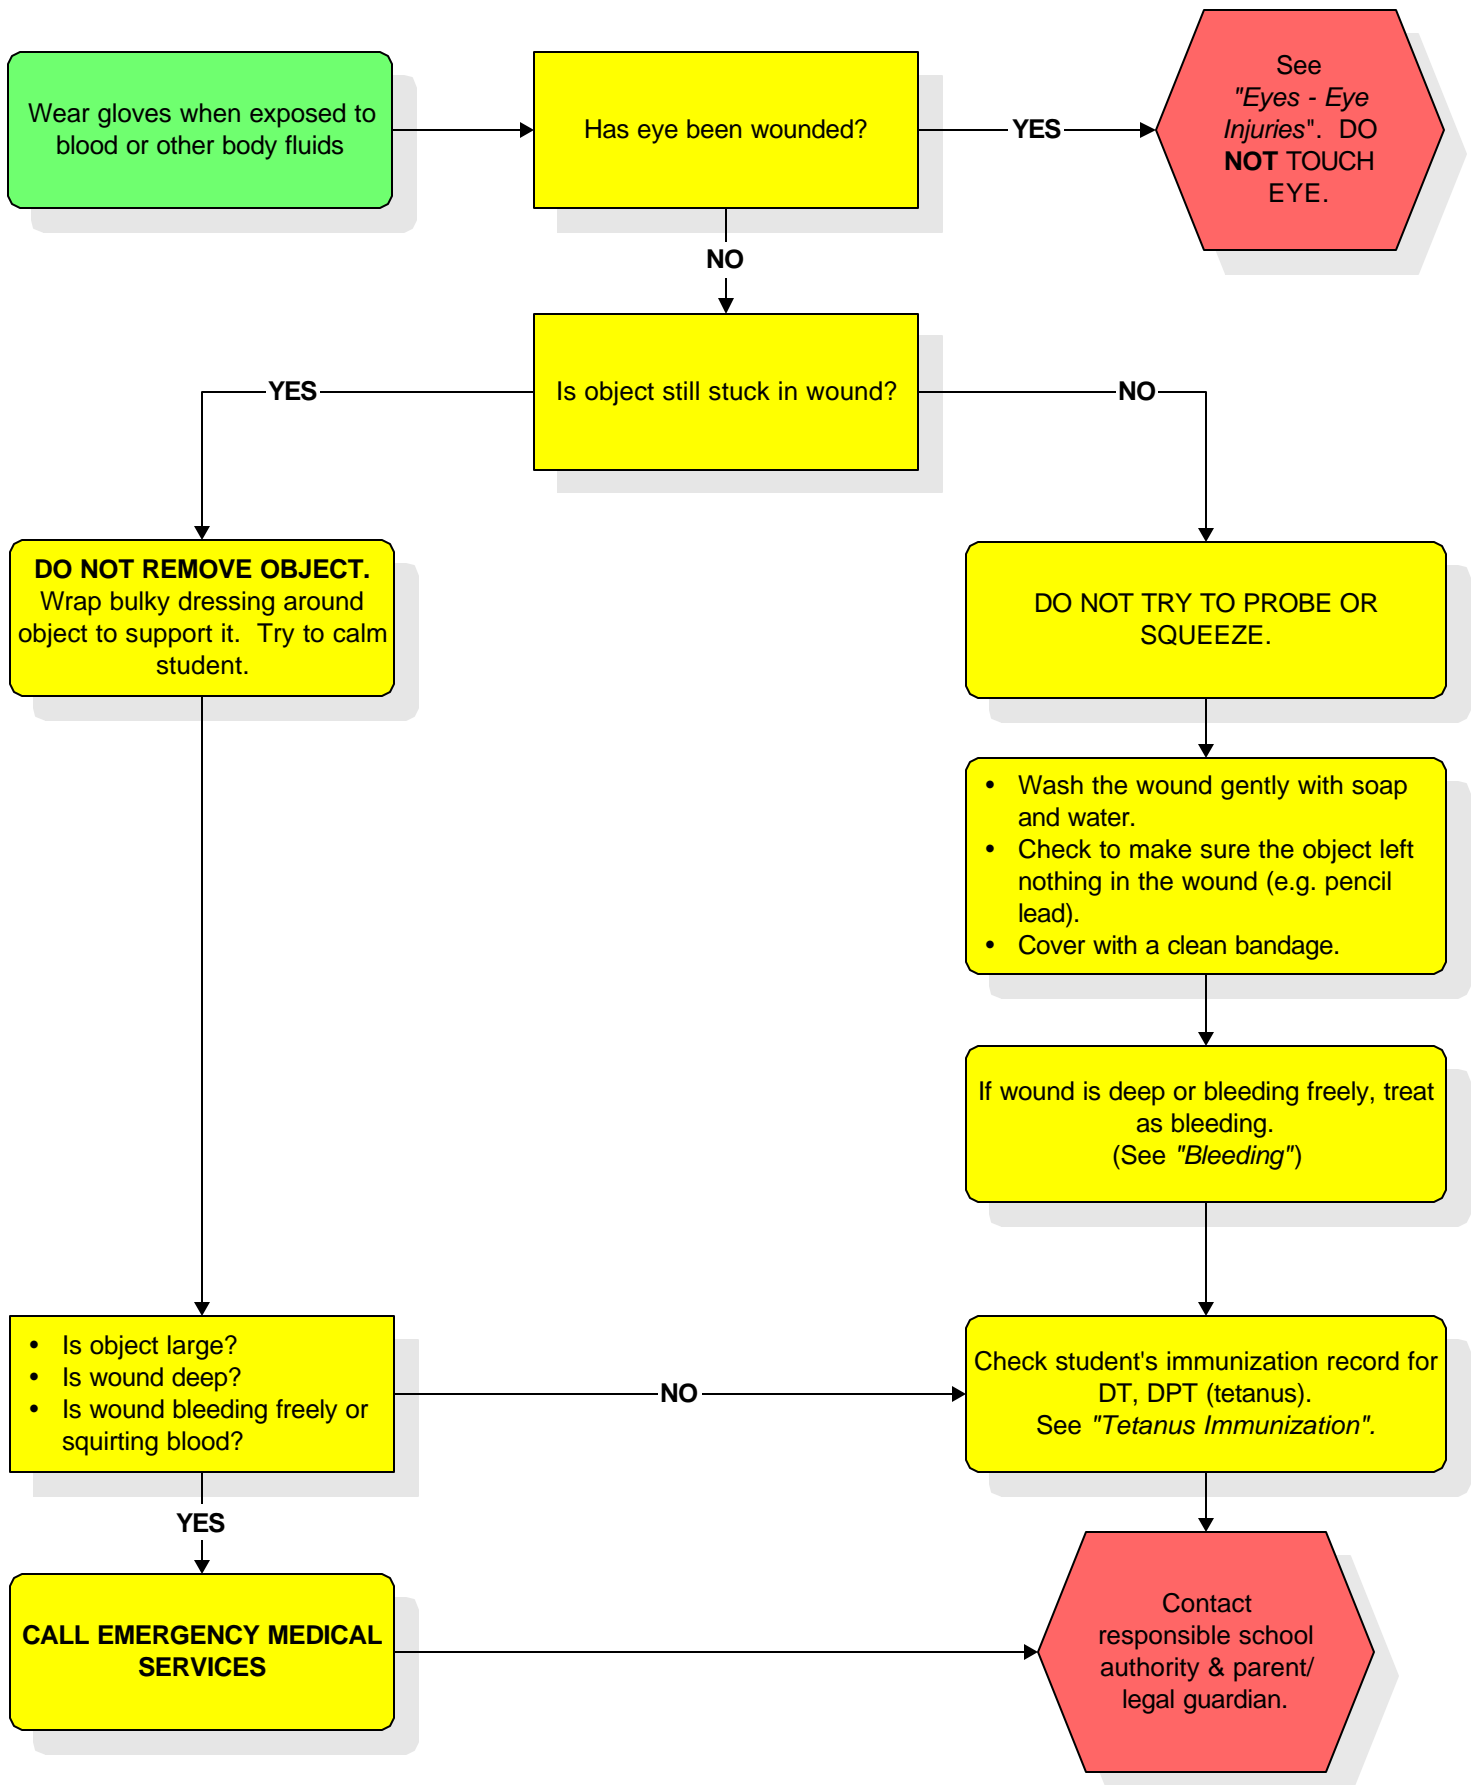 Wear gloves when exposed to
blood or other body fluids
Has eye been wounded?
YES
See
"Eyes - Eye
Injuries". DO
NOT TOUCH
EYE.
NO
Is object still stuck in wound?
YES
NO
DO NOT REMOVE OBJECT.
Wrap bulky dressing around
object to support it. Try to calm
student.
DO NOT TRY TO PROBE OR
SQUEEZE.
• Wash the wound gently with soap
and water.
• Check to make sure the object left
nothing in the wound (e.g. pencil
lead).
• Cover with a clean bandage.
If wound is deep or bleeding freely, treat
as bleeding.
(See "Bleeding")
• Is object large?
• Is wound deep?
• Is wound bleeding freely or
squirting blood?
NO
Check student's immunization record for
DT, DPT (tetanus).
See "Tetanus Immunization".
YES
CALL EMERGENCY MEDICAL
SERVICES
Contact
responsible school
authority & parent/
legal guardian.